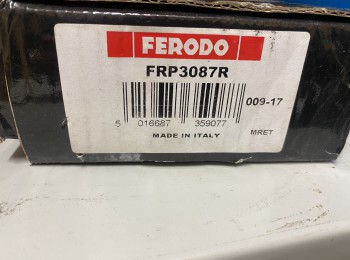 FERODO
FRP3087R
009-17
5 016687 359077
MADE IN ITALY
MRET